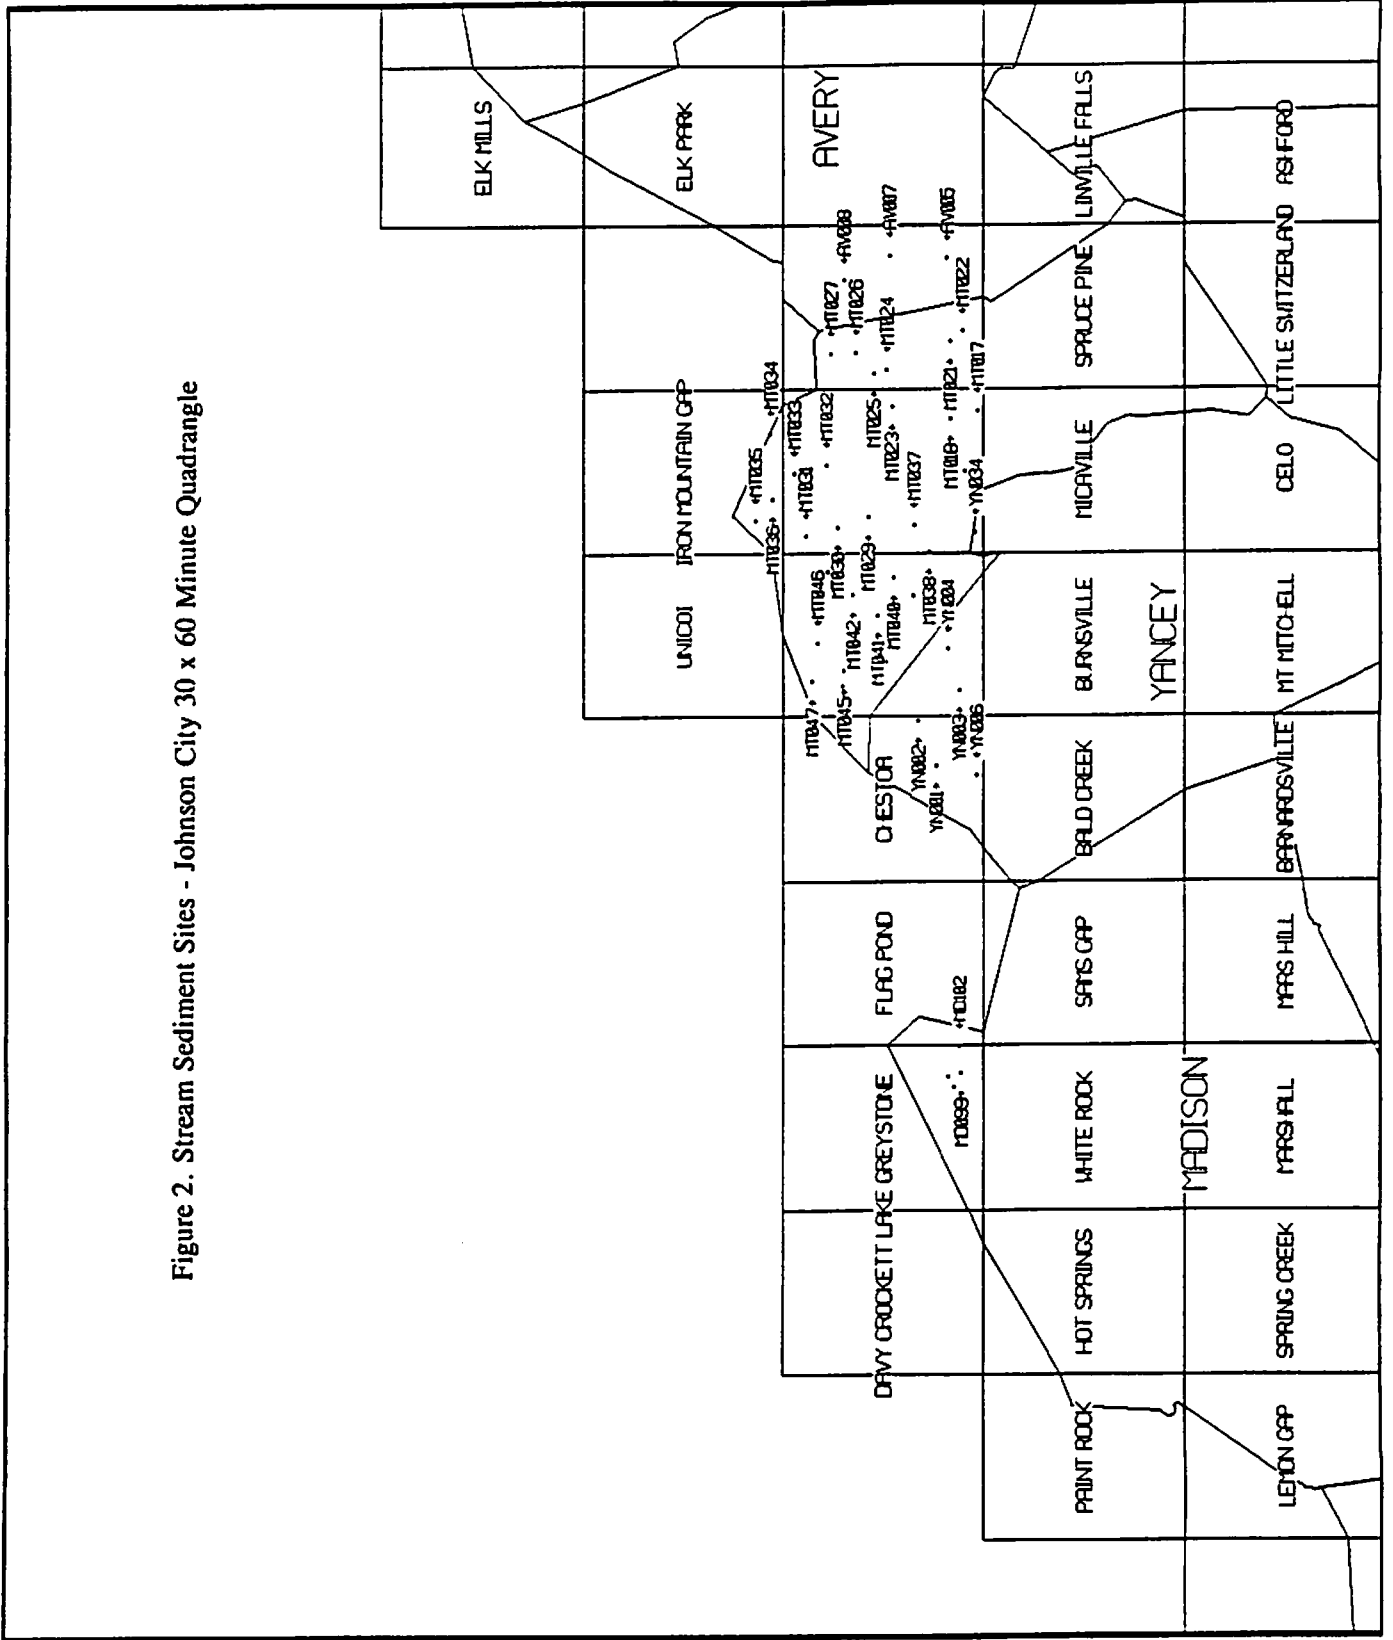 Figure 2. Stream Sediment Sites - Johnson City 30 x 60 Minute Quadrangle
ELK MILLS
UNICOI
IRON MOUNTAIN GAP
ELK PARK
MT036
MT035
MT034
DAVY CROCKETT LAKE
GREYSTONE
FLAG POND
CHESTOA
AVERY
MT047
MT046
MT031
MT033
MT045
MT042
MT030
MT032
MT027
AV008
MT041
MT040
MT029
MT026
MT025
MT023
MT024
AV007
YN002
YN001
MT038
MT037
YN004
MT018
MT021
AV005
MD099
MD102
YN003
YN006
YN034
MT017
MT022
PAINT ROCK
HOT SPRINGS
WHITE ROCK
SAMS GAP
BALD CREEK
BURNSVILLE
MICAVILLE
SPRUCE PINE
LINVILLE FALLS
MADISON
YANCEY
LEMON GAP
SPRING CREEK
MARSHALL
MARS HILL
BARNARDSVILLE
MT MITCHELL
CELO
LITTLE SWITZERLAND
ASHFORD